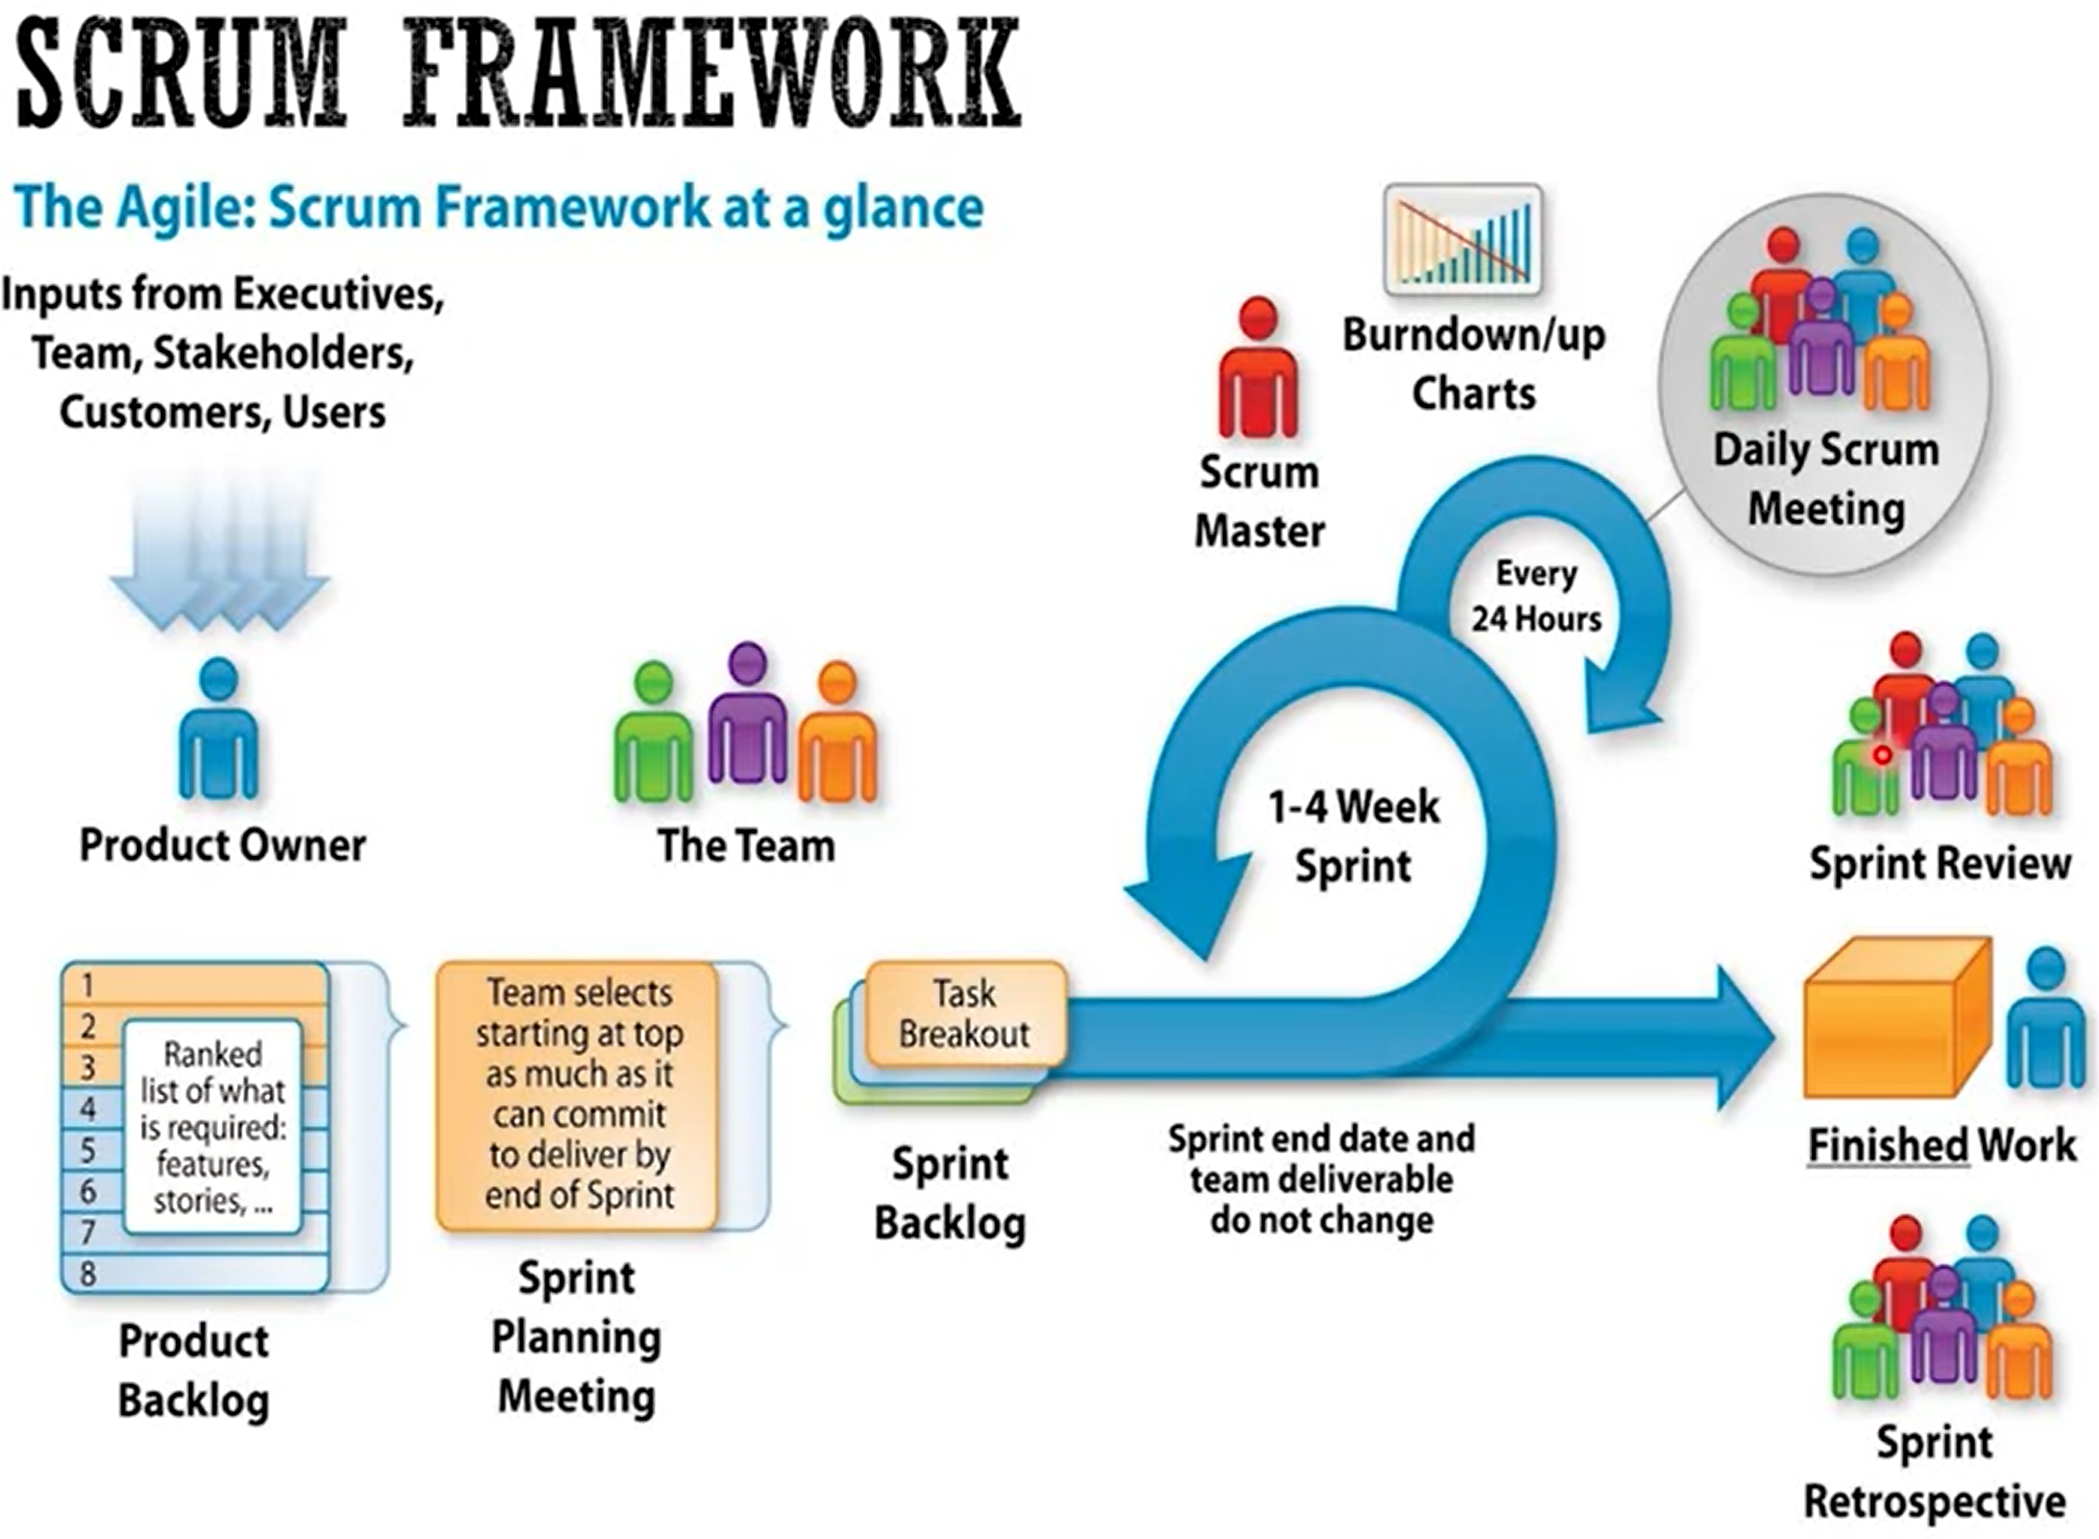 SCRUM FRAMEWORK
The Agile: Scrum Framework at a glance
Inputs from Executives,
Team, Stakeholders,
Customers, Users
Product Owner
The Team
Scrum
Master
Burndown/up
Charts
Daily Scrum
Meeting
Every
24 Hours
1-4 Week
Sprint
Sprint Review
1
2
3
4
5
6
7
8
Ranked
list of what
is required:
features,
stories, ...
Product
Backlog
Team selects
starting at top
as much as it
can commit
to deliver by
end of Sprint
Sprint
Planning
Meeting
Task
Breakout
Sprint
Backlog
Sprint end date and
team deliverable
do not change
Finished Work
Sprint
Retrospective